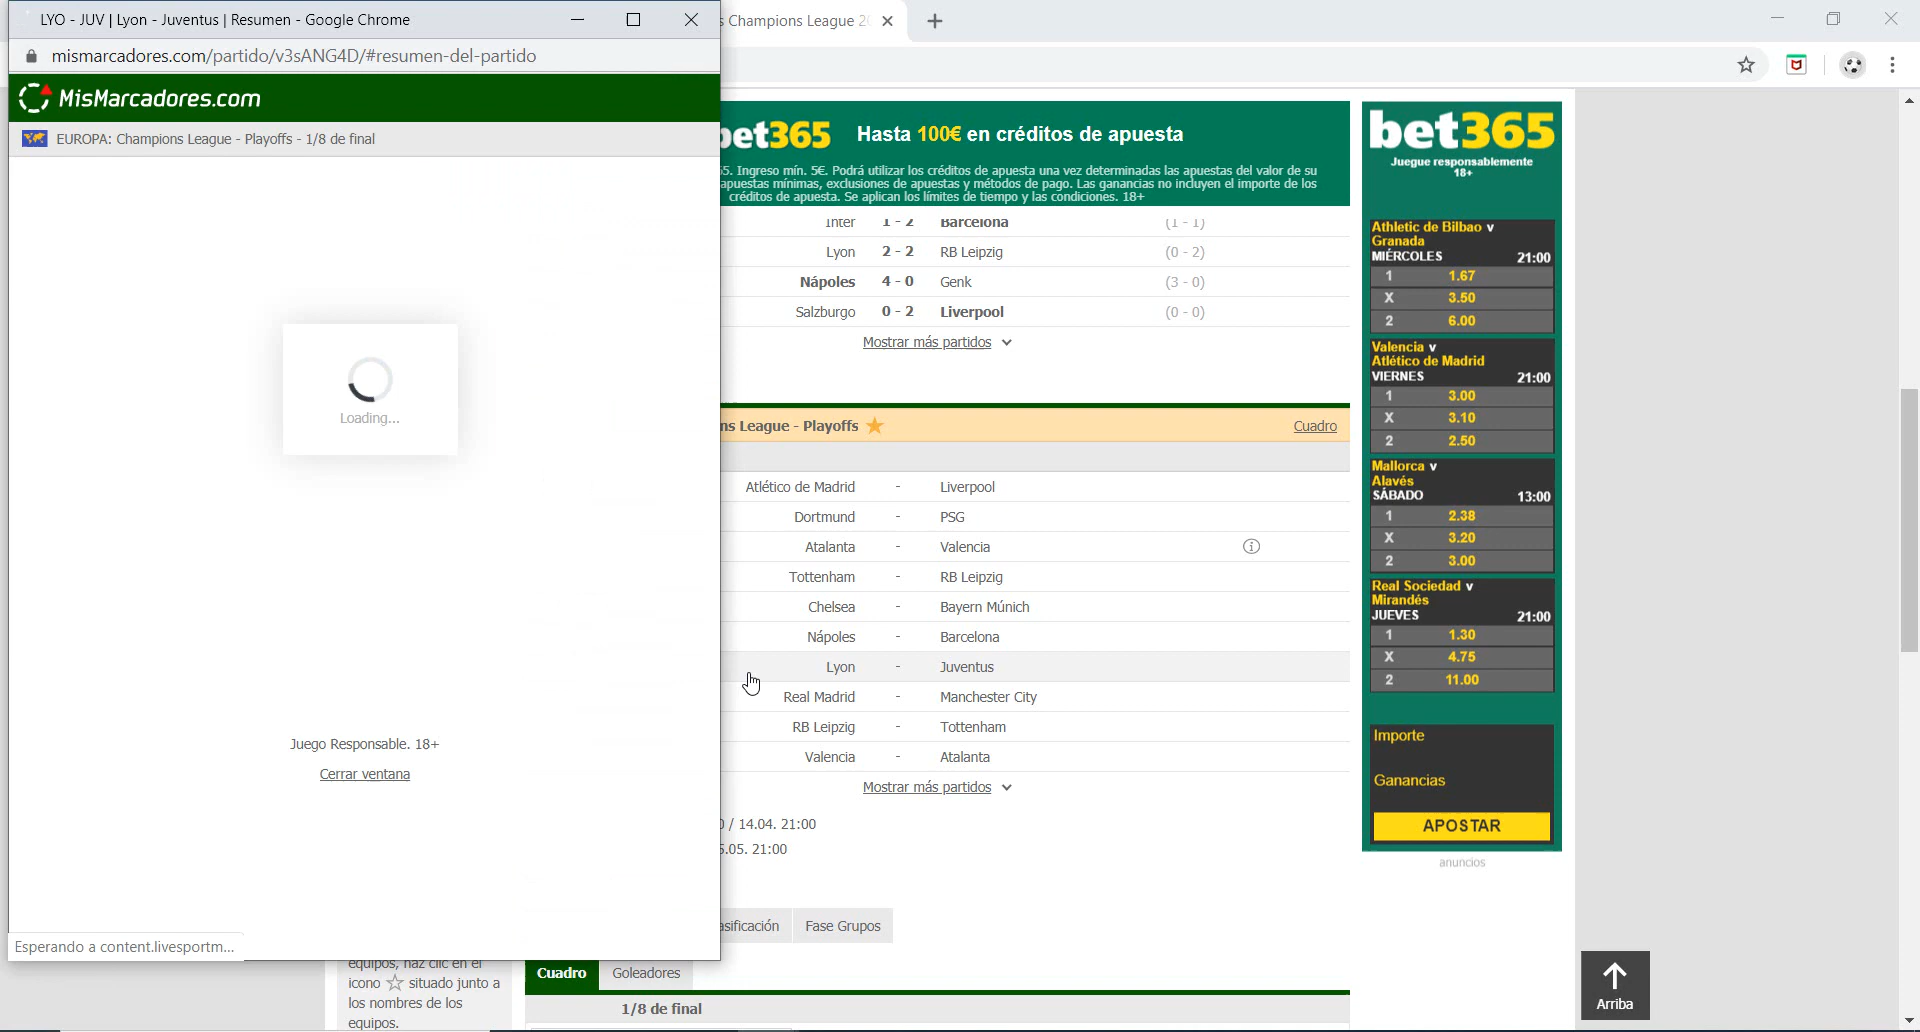 LYO - JUV | Lyon - Juventus | Resumen - Google Chrome
mismarcadores.com/partido/v3sANG4D/#resumen-del-partido
MisMarcadores.com
EUROPA: Champions League - Playoffs - 1/8 de final
Loading...
Juego Responsable. 18+
Cerrar ventana
Esperando a content.livesportm...
s Champions League 2
bet365 Hasta 100€ en créditos de apuesta
65. Ingreso mín. 5€. Podrá utilizar los créditos de apuesta una vez determinadas las apuestas del valor de su
apuestas mínimas, exclusiones de apuestas y métodos de pago. Las ganancias no incluyen el importe de los
créditos de apuesta. Se aplican los límites de tiempo y las condiciones. 18+
Inter 1 - 2 Barcelona (1 - 1)
Lyon 2 - 2 RB Leipzig (0 - 2)
Nápoles 4 - 0 Genk (3 - 0)
Salzburgo 0 - 2 Liverpool (0 - 0)
Mostrar más partidos
ns League - Playoffs Cuadro
Atlético de Madrid - Liverpool
Dortmund - PSG
Atalanta - Valencia
Tottenham - RB Leipzig
Chelsea - Bayern Múnich
Nápoles - Barcelona
Lyon - Juventus
Real Madrid - Manchester City
RB Leipzig - Tottenham
Valencia - Atalanta
Mostrar más partidos
/ 14.04. 21:00
5.05. 21:00
asificación Fase Grupos
equipos, haz clic en el
icono ☆ situado junto a
los nombres de los
equipos.
Cuadro Goleadores
1/8 de final
bet365
Juegue responsablemente
18+
Athletic de Bilbao v
Granada
MIÉRCOLES 21:00
1 1.67
X 3.50
2 6.00
Valencia v
Atlético de Madrid
VIERNES 21:00
1 3.00
X 3.10
2 2.50
Mallorca v
Alavés
SÁBADO 13:00
1 2.38
X 3.20
2 3.00
Real Sociedad v
Mirandés
JUEVES 21:00
1 1.30
X 4.75
2 11.00
Importe
Ganancias
APOSTAR
anuncios
Arriba